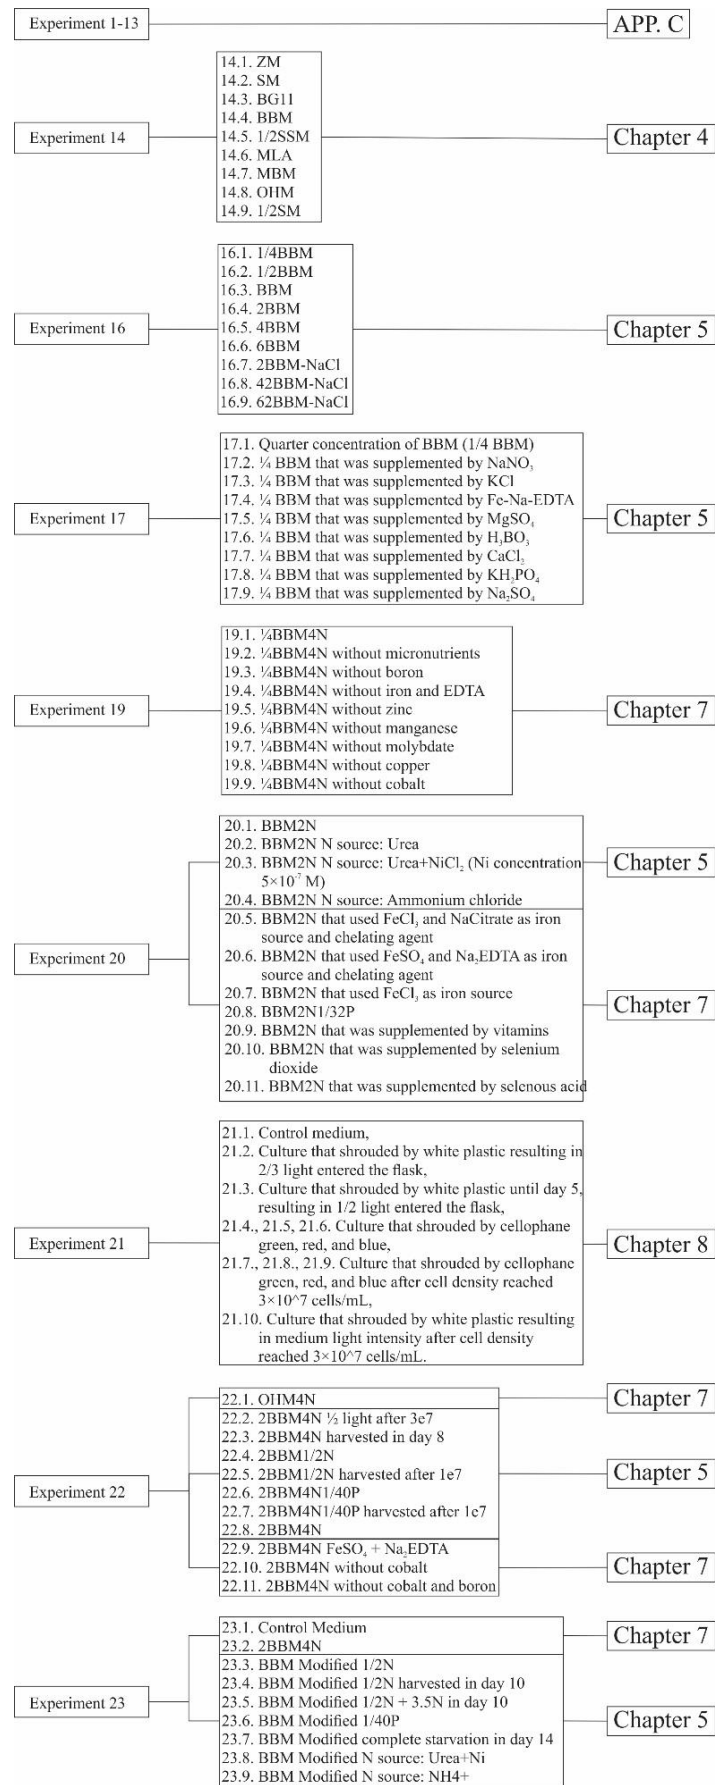 Experiment 1-13
APP. C
14.1. ZM
14.2. SM
14.3. BG11
14.4. BBM
Experiment 14
14.5. 1/2SSM
Chapter 4
14.6. MLA
14.7. MBM
14.8. OHM
14.9. 1/2SM
16.1. 1/4BBM
16.2. 1/2BBM
16.3. BBM
16.4. 2BBM
Experiment 16
16.5. 4BBM
Chapter 5
16.6. 6BBM
16.7. 2BBM-NaCl
16.8. 42BBM-NaCl
16.9. 62BBM-NaCl
17.1. Quarter concentration of BBM (1/4 BBM)
17.2. ¼ BBM that was supplemented by NaNO₃
17.3. ¼ BBM that was supplemented by KCl
17.4. ¼ BBM that was supplemented by Fe-Na-EDTA
Experiment 17
17.5. ¼ BBM that was supplemented by MgSO₄
Chapter 5
17.6. ¼ BBM that was supplemented by H₃BO₃
17.7. ¼ BBM that was supplemented by CaCl₂
17.8. ¼ BBM that was supplemented by KH₂PO₄
17.9. ¼ BBM that was supplemented by Na₂SO₄
19.1. ¼BBM4N
19.2. ¼BBM4N without micronutrients
19.3. ¼BBM4N without boron
19.4. ¼BBM4N without iron and EDTA
Experiment 19
19.5. ¼BBM4N without zinc
Chapter 7
19.6. ¼BBM4N without manganese
19.7. ¼BBM4N without molybdate
19.8. ¼BBM4N without copper
19.9. ¼BBM4N without cobalt
20.1. BBM2N
20.2. BBM2N N source: Urea
20.3. BBM2N N source: Urea+NiCl₂ (Ni concentration
5×10⁻⁷ M)
Chapter 5
20.4. BBM2N N source: Ammonium chloride
20.5. BBM2N that used FeCl₃ and NaCitrate as iron
source and chelating agent
Experiment 20
20.6. BBM2N that used FeSO₄ and Na₂EDTA as iron
source and chelating agent
20.7. BBM2N that used FeCl₃ as iron source
Chapter 7
20.8. BBM2N1/32P
20.9. BBM2N that was supplemented by vitamins
20.10. BBM2N that was supplemented by selenium
dioxide
20.11. BBM2N that was supplemented by selenous acid
21.1. Control medium,
21.2. Culture that shrouded by white plastic resulting in
2/3 light entered the flask,
21.3. Culture that shrouded by white plastic until day 5,
resulting in 1/2 light entered the flask,
21.4., 21.5, 21.6. Culture that shrouded by cellophane
Experiment 21
green, red, and blue,
Chapter 8
21.7., 21.8., 21.9. Culture that shrouded by cellophane
green, red, and blue after cell density reached
3×10^7 cells/mL,
21.10. Culture that shrouded by white plastic resulting
in medium light intensity after cell density
reached 3×10^7 cells/mL.
22.1. OHM4N
Chapter 7
22.2. 2BBM4N ½ light after 3e7
22.3. 2BBM4N harvested in day 8
22.4. 2BBM1/2N
Experiment 22
22.5. 2BBM1/2N harvested after 1e7
Chapter 5
22.6. 2BBM4N1/40P
22.7. 2BBM4N1/40P harvested after 1e7
22.8. 2BBM4N
22.9. 2BBM4N FeSO₄ + Na₂EDTA
22.10. 2BBM4N without cobalt
Chapter 7
22.11. 2BBM4N without cobalt and boron
23.1. Control Medium
Chapter 7
23.2. 2BBM4N
23.3. BBM Modified 1/2N
23.4. BBM Modified 1/2N harvested in day 10
Experiment 23
23.5. BBM Modified 1/2N + 3.5N in day 10
23.6. BBM Modified 1/40P
Chapter 5
23.7. BBM Modified complete starvation in day 14
23.8. BBM Modified N source: Urea+Ni
23.9. BBM Modified N source: NH4+